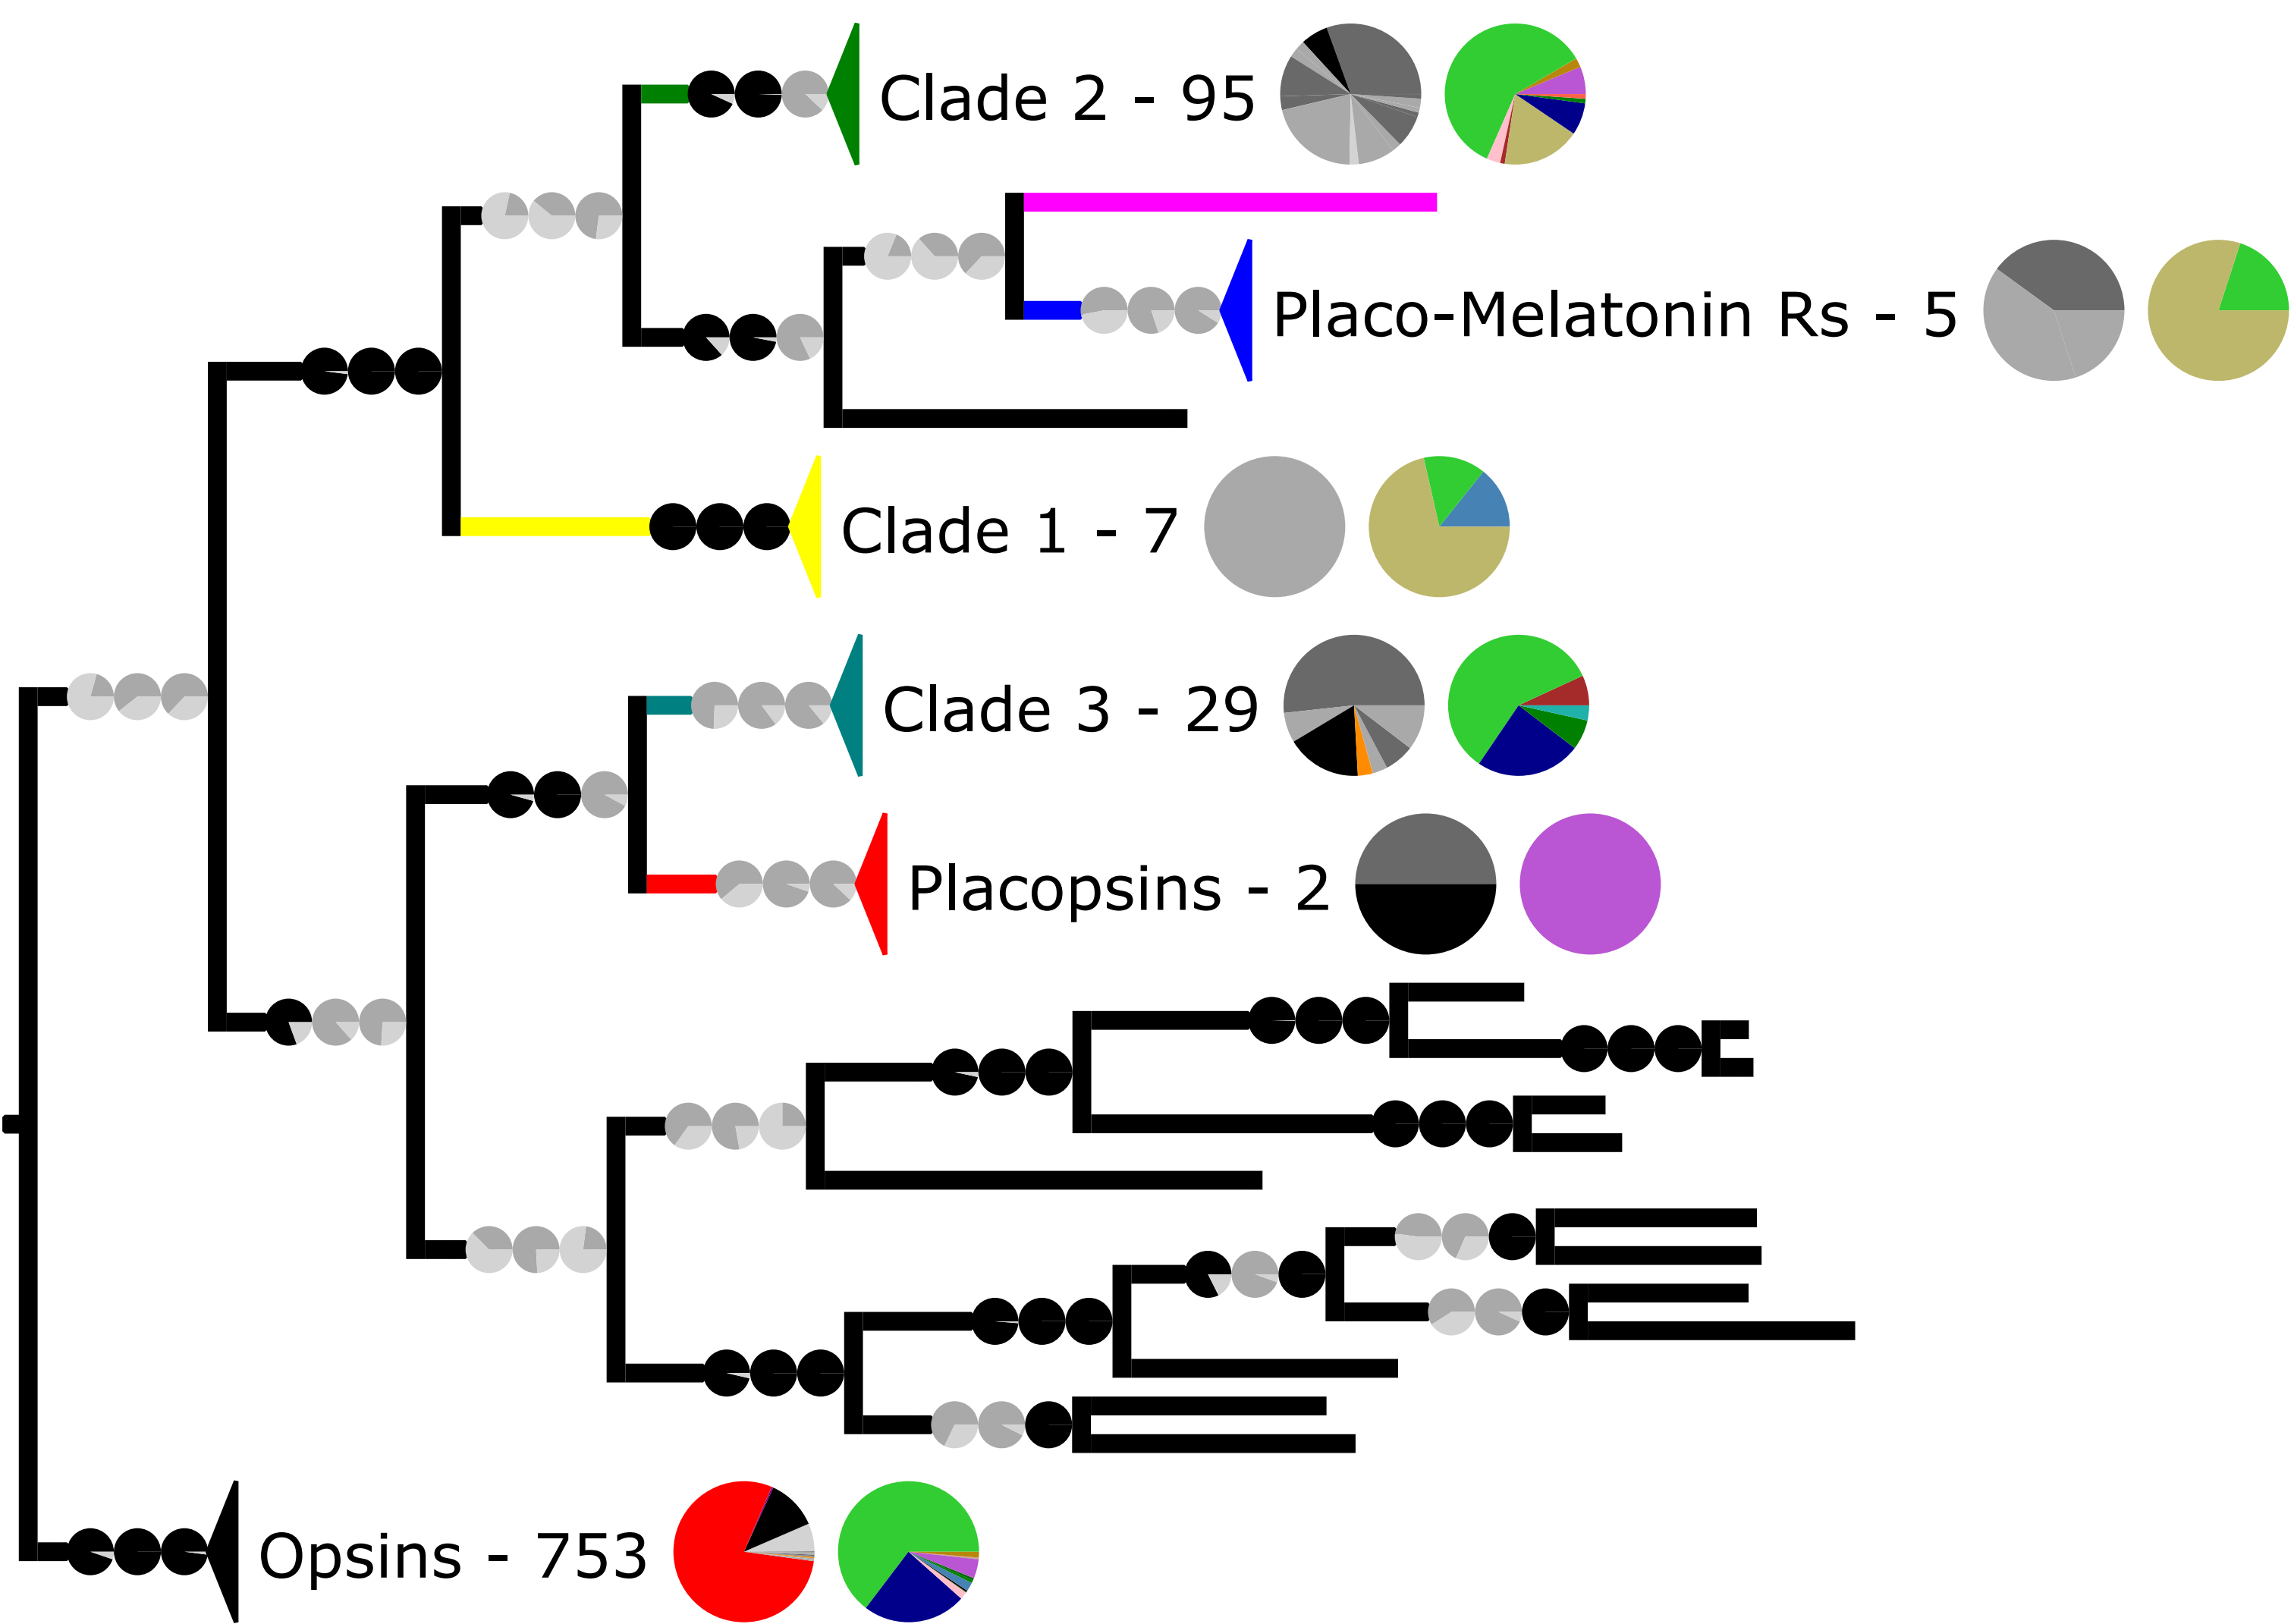 Clade 2 - 95
Placo-Melatonin Rs - 5
Clade 1 - 7
Clade 3 - 29
Placopsins - 2
Opsins - 753